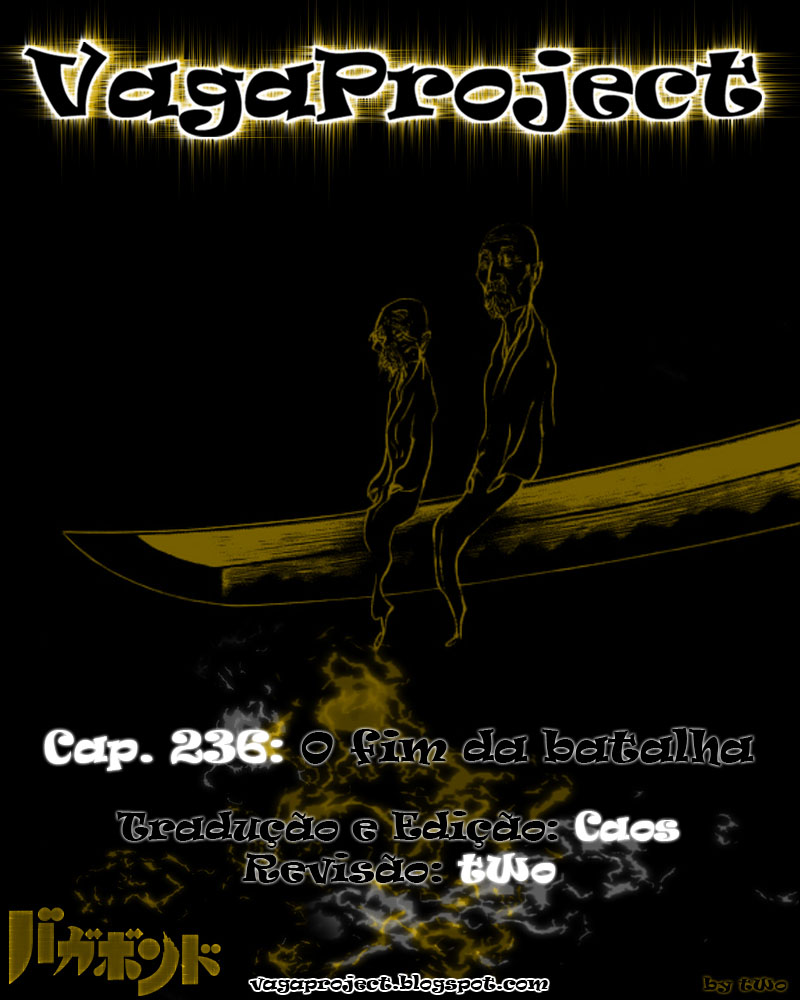 VagaProject
Cap. 236: O fim da batalha
Tradução e Edição: Caos
Revisão: tWo
バガボンド
vagaproject.blogspot.com
by tWo